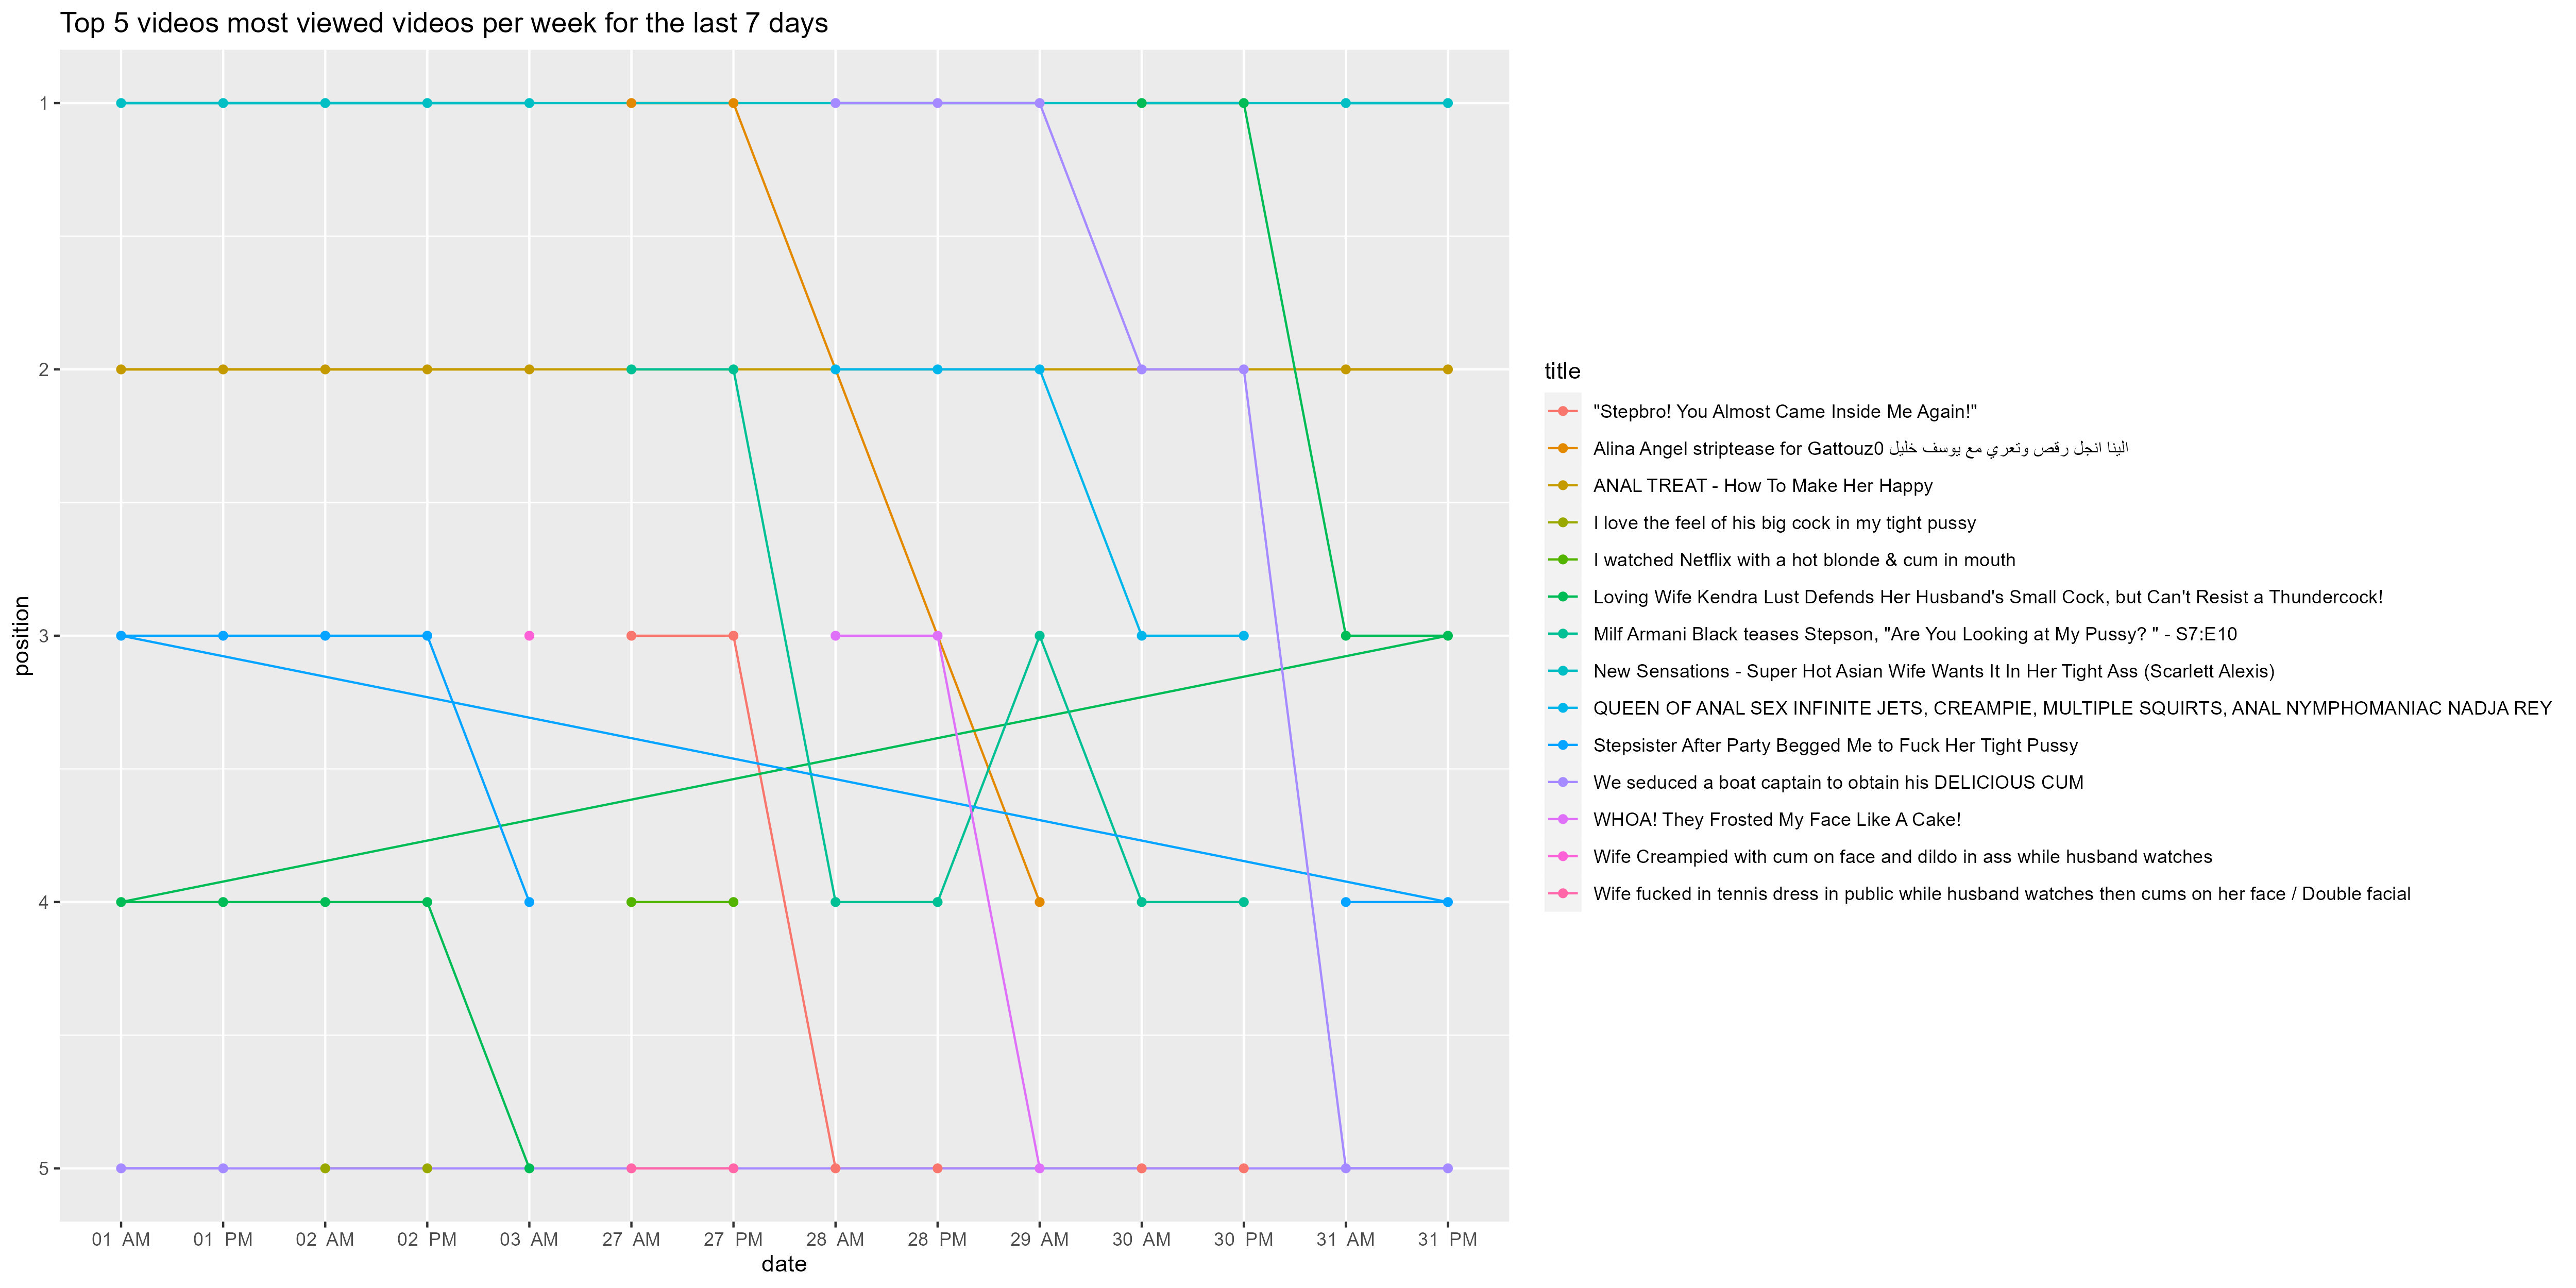 Top 5 videos most viewed videos per week for the last 7 days
position
1
2
3
4
5
01 AM
01 PM
02 AM
02 PM
03 AM
27 AM
27 PM
28 AM
28 PM
29 AM
30 AM
30 PM
31 AM
31 PM
date
title
"Stepbro! You Almost Came Inside Me Again!"
Alina Angel striptease for Gattouz0 الينا انجل رقص وتعري مع يوسف خليل
ANAL TREAT - How To Make Her Happy
I love the feel of his big cock in my tight pussy
I watched Netflix with a hot blonde & cum in mouth
Loving Wife Kendra Lust Defends Her Husband's Small Cock, but Can't Resist a Thundercock!
Milf Armani Black teases Stepson, "Are You Looking at My Pussy? " - S7:E10
New Sensations - Super Hot Asian Wife Wants It In Her Tight Ass (Scarlett Alexis)
QUEEN OF ANAL SEX INFINITE JETS, CREAMPIE, MULTIPLE SQUIRTS, ANAL NYMPHOMANIAC NADJA REY
Stepsister After Party Begged Me to Fuck Her Tight Pussy
We seduced a boat captain to obtain his DELICIOUS CUM
WHOA! They Frosted My Face Like A Cake!
Wife Creampied with cum on face and dildo in ass while husband watches
Wife fucked in tennis dress in public while husband watches then cums on her face / Double facial